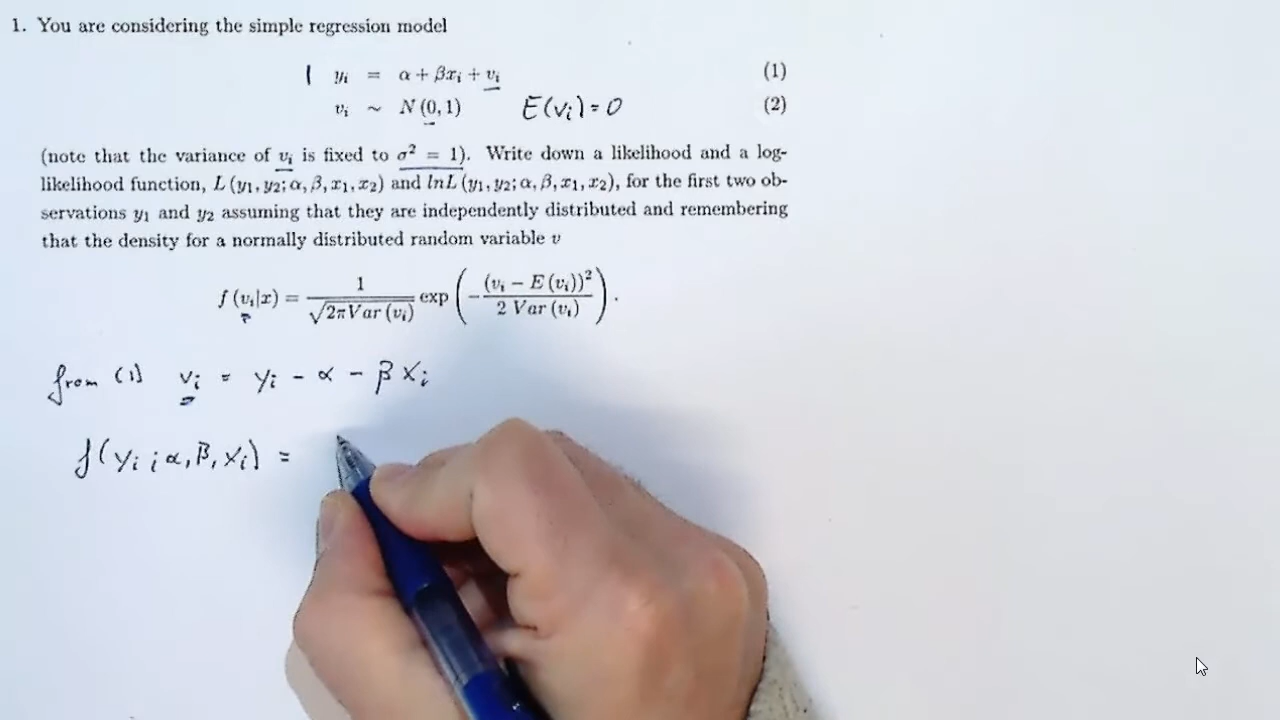 1. You are considering the simple regression model
| yᵢ = α + βxᵢ + vᵢ (1)
vᵢ ~ N (0, 1) E(vᵢ) = 0 (2)
(note that the variance of vᵢ is fixed to σ² = 1). Write down a likelihood and a log-
likelihood function, L (y₁, y₂; α, β, x₁, x₂) and lnL (y₁, y₂; α, β, x₁, x₂), for the first two ob-
servations y₁ and y₂ assuming that they are independently distributed and remembering
that the density for a normally distributed random variable v
f (vᵢ|x) = 1 / √(2πVar (vᵢ)) exp ( − (vᵢ − E (vᵢ))² / 2 Var (vᵢ) ) .
from (1) vᵢ = yᵢ − α − β xᵢ
f(yᵢ ; α, β, xᵢ) =